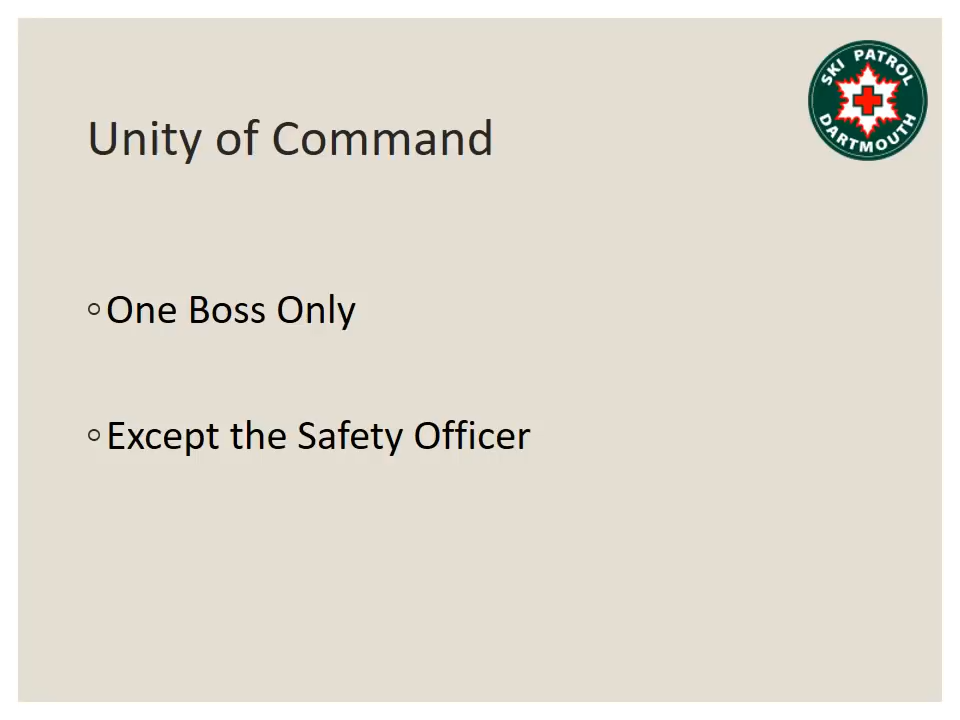 SKI PATROL
DARTMOUTH
Unity of Command
One Boss Only
Except the Safety Officer